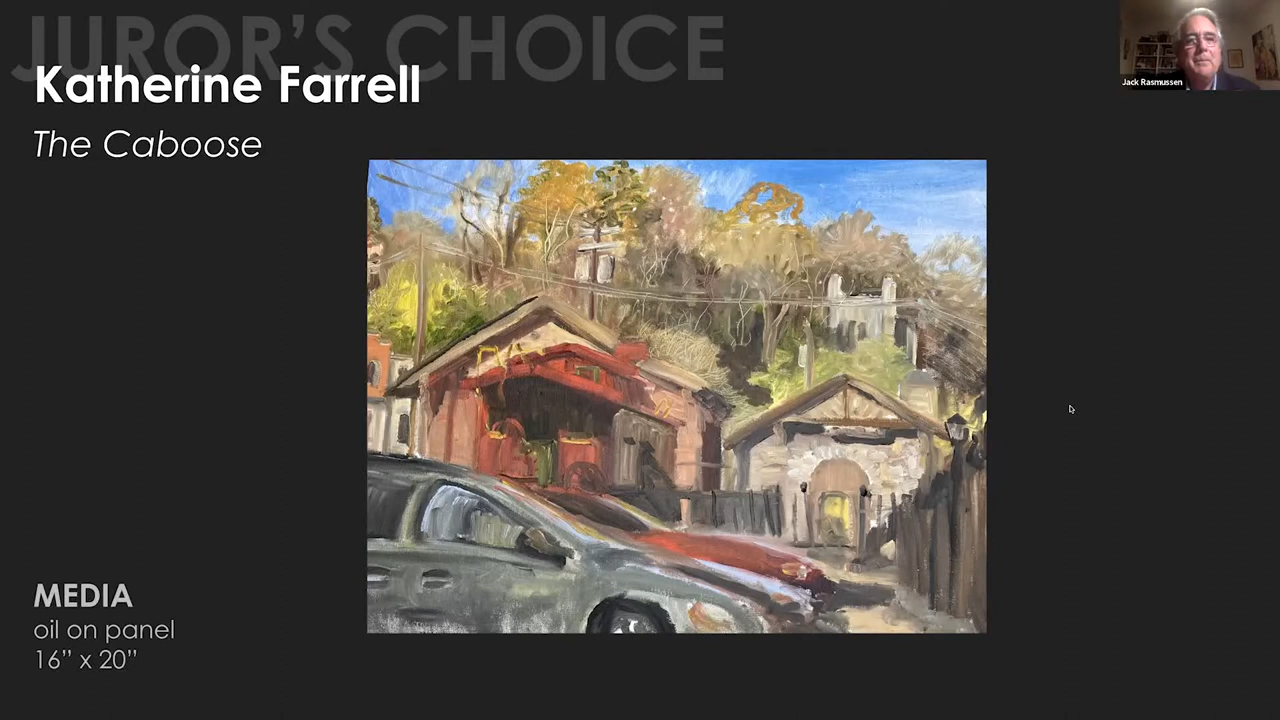 JUROR'S CHOICE
Katherine Farrell
The Caboose
Jack Rasmussen
MEDIA
oil on panel
16” x 20”